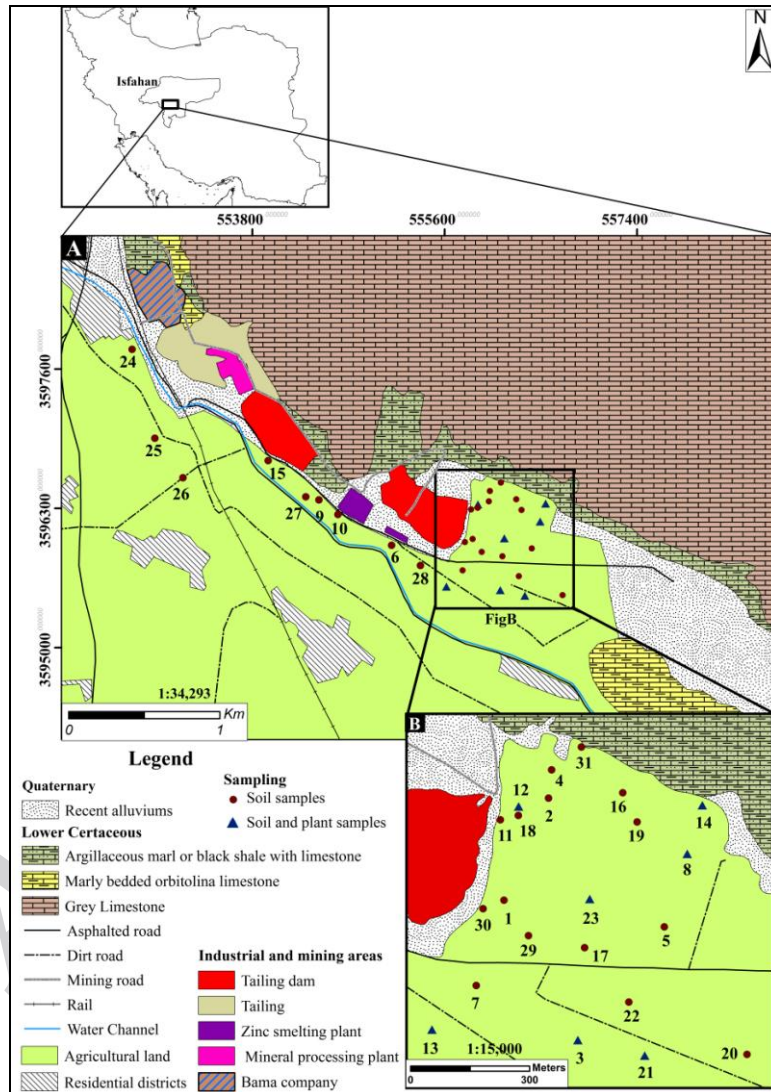 N
Isfahan
553800
555600
557400
A
3597600
3596300
3595000
24
25
26
15
27
9
10
6
28
FigB
1:34,293
Km
0
1
B
31
4
12
2
16
11
18
19
14
8
23
1
30
29
17
5
7
22
13
3
21
20
1:15,000
Meters
0
300
Legend
Quaternary
Recent alluviums
Lower Certaceous
Argillaceous marl or black shale with limestone
Marly bedded orbitolina limestone
Grey Limestone
Asphalted road
Dirt road
Mining road
Rail
Water Channel
Agricultural land
Residential districts
Sampling
Soil samples
Soil and plant samples
Industrial and mining areas
Tailing dam
Tailing
Zinc smelting plant
Mineral processing plant
Bama company